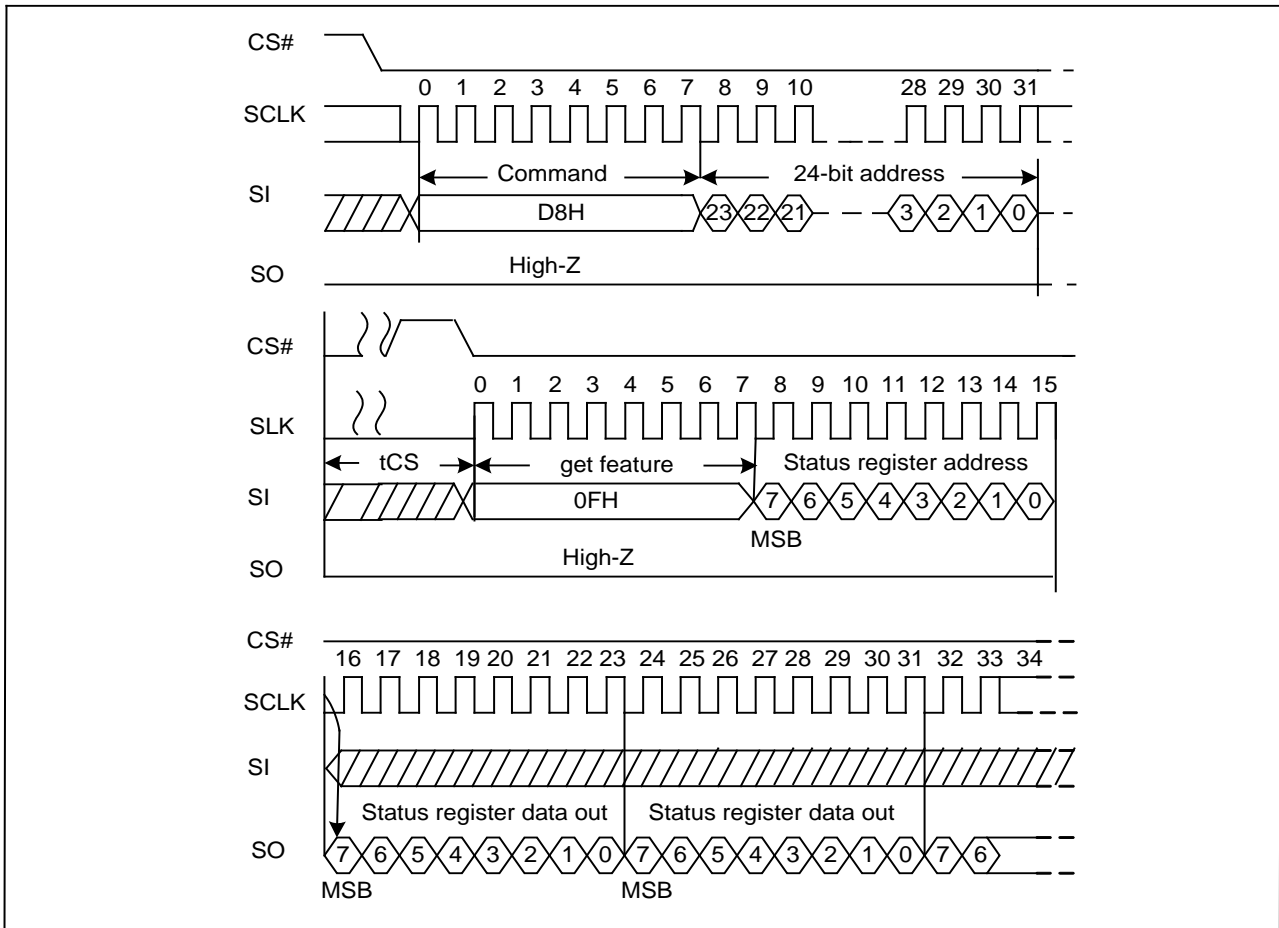 CS#
0 1 2 3 4 5 6 7 8 9 10 28 29 30 31
SCLK
Command 24-bit address
SI
D8H 23 22 21 3 2 1 0
High-Z
SO
CS#
0 1 2 3 4 5 6 7 8 9 10 11 12 13 14 15
SLK
tCS get feature Status register address
SI
0FH 7 6 5 4 3 2 1 0
MSB
High-Z
SO
CS#
16 17 18 19 20 21 22 23 24 25 26 27 28 29 30 31 32 33 34
SCLK
SI
Status register data out Status register data out
SO
7 6 5 4 3 2 1 0 7 6 5 4 3 2 1 0 7 6
MSB MSB